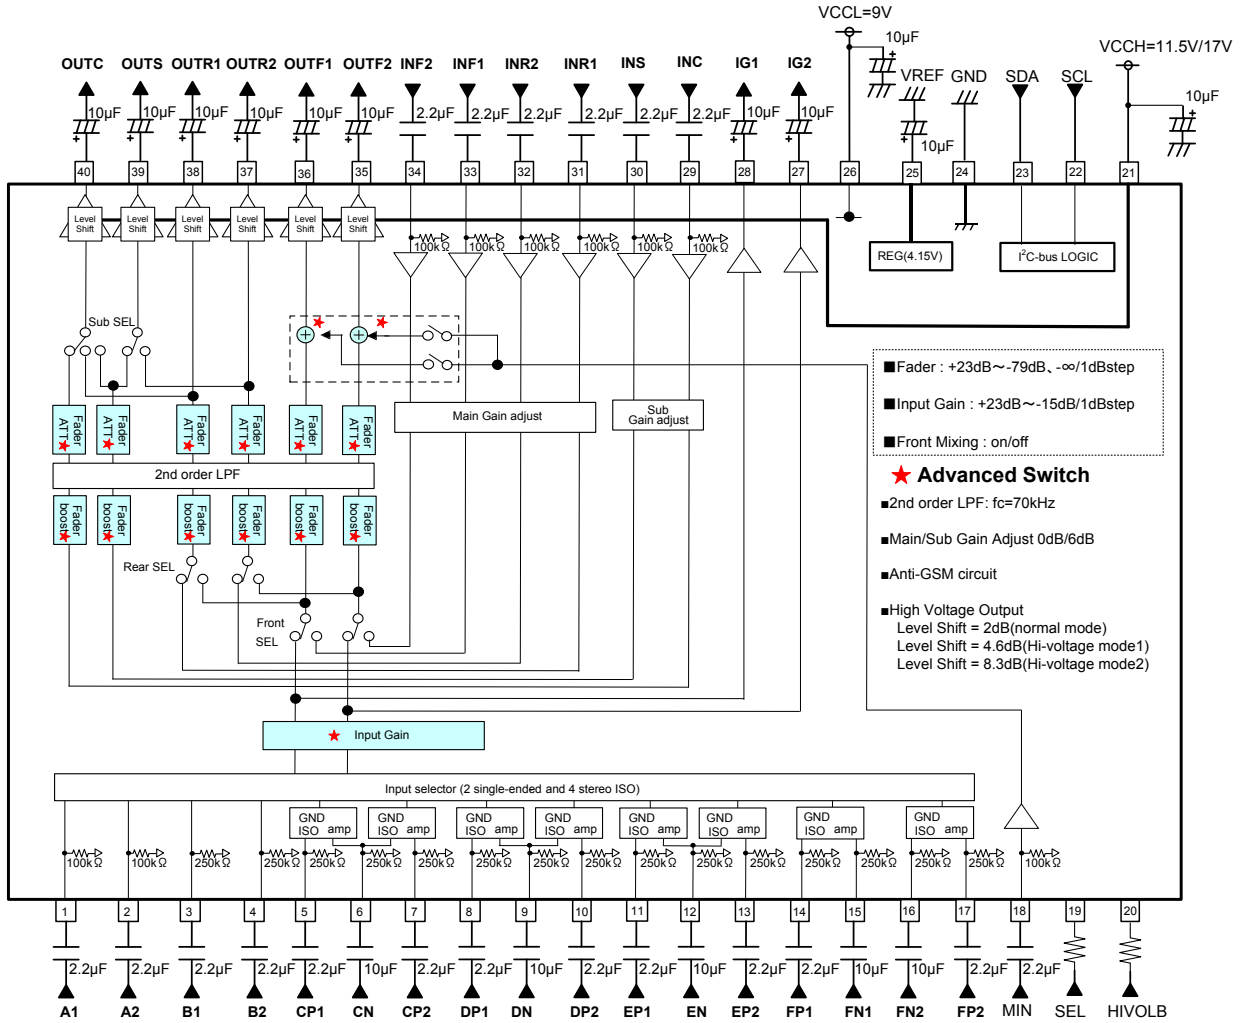 VCCL=9V
10μF
VCCH=11.5V/17V
OUTC OUTS OUTR1 OUTR2 OUTF1 OUTF2 INF2 INF1 INR2 INR1 INS INC IG1 IG2
VREF GND SDA SCL
10μF 10μF 10μF 10μF 10μF 10μF 2.2μF 2.2μF 2.2μF 2.2μF 2.2μF 2.2μF 10μF 10μF
10μF
10μF
+ + + + + + + + + + +
40 39 38 37 36 35 34 33 32 31 30 29 28 27 26 25 24 23 22 21
Level Shift
Level Shift
Level Shift
Level Shift
Level Shift
Level Shift
100kΩ 100kΩ 100kΩ 100kΩ 100kΩ 100kΩ
REG(4.15V)
I²C-bus LOGIC
Sub SEL
+ +
Main Gain adjust
Sub
Gain adjust
Fader ATT
Fader ATT
Fader ATT
Fader ATT
Fader ATT
Fader ATT
2nd order LPF
Fader boost
Fader boost
Fader boost
Fader boost
Fader boost
Fader boost
Rear SEL
Front
SEL
■Fader : +23dB～-79dB、-∞/1dBstep
■Input Gain : +23dB～-15dB/1dBstep
■Front Mixing : on/off
★ Advanced Switch
■2nd order LPF: fc=70kHz
■Main/Sub Gain Adjust 0dB/6dB
■Anti-GSM circuit
■High Voltage Output
Level Shift = 2dB(normal mode)
Level Shift = 4.6dB(Hi-voltage mode1)
Level Shift = 8.3dB(Hi-voltage mode2)
★ Input Gain
Input selector (2 single-ended and 4 stereo ISO)
GND ISO amp
GND ISO amp
GND ISO amp
GND ISO amp
GND ISO amp
GND ISO amp
GND ISO amp
GND ISO amp
100kΩ 100kΩ 250kΩ 250kΩ 250kΩ 250kΩ 250kΩ 250kΩ 250kΩ 250kΩ 250kΩ 250kΩ 250kΩ 250kΩ 250kΩ 250kΩ 250kΩ 100kΩ
1 2 3 4 5 6 7 8 9 10 11 12 13 14 15 16 17 18 19 20
2.2μF 2.2μF 2.2μF 2.2μF 2.2μF 10μF 2.2μF 2.2μF 10μF 2.2μF 2.2μF 10μF 2.2μF 2.2μF 10μF 10μF 2.2μF 2.2μF
A1 A2 B1 B2 CP1 CN CP2 DP1 DN DP2 EP1 EN EP2 FP1 FN1 FN2 FP2 MIN SEL HIVOLB